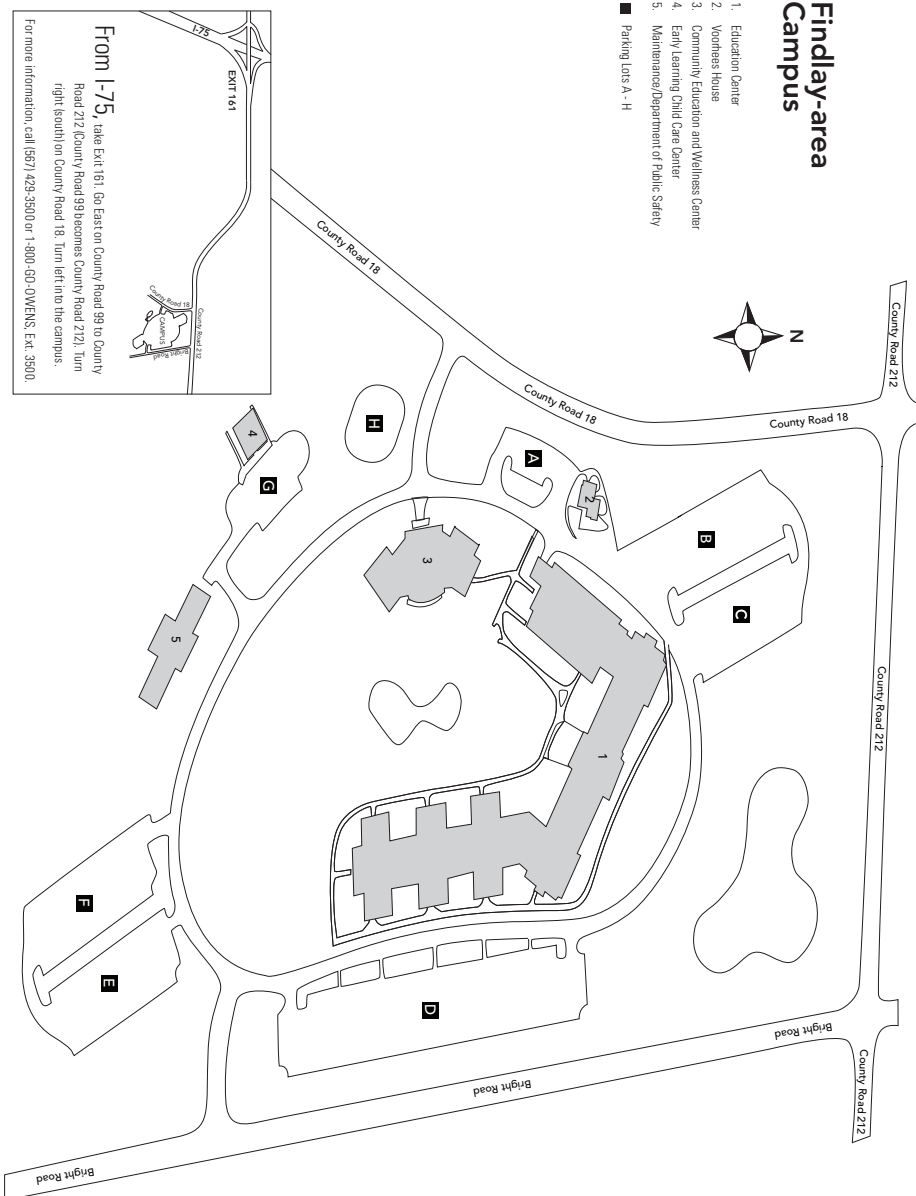 Findlay-area
Campus
1. Education Center
2. Voorhees House
3. Community Education and Wellness Center
4. Early Learning Child Care Center
5. Maintenance/Department of Public Safety
Parking Lots A - H
N
County Road 212
County Road 18
County Road 18
County Road 18
County Road 212
County Road 212
Bright Road
Bright Road
Bright Road
A
B
C
D
E
F
G
H
1
2
3
4
5
I-75
EXIT 161
County Road 18
County Road 212
CAMPUS
Bright Road
From I-75, take Exit 161. Go East on County Road 99 to County
Road 212 (County Road 99 becomes County Road 212). Turn
right (south) on County Road 18. Turn left into the campus.
For more information, call (567) 429-3500 or 1-800-GO-OWENS, Ext. 3500.